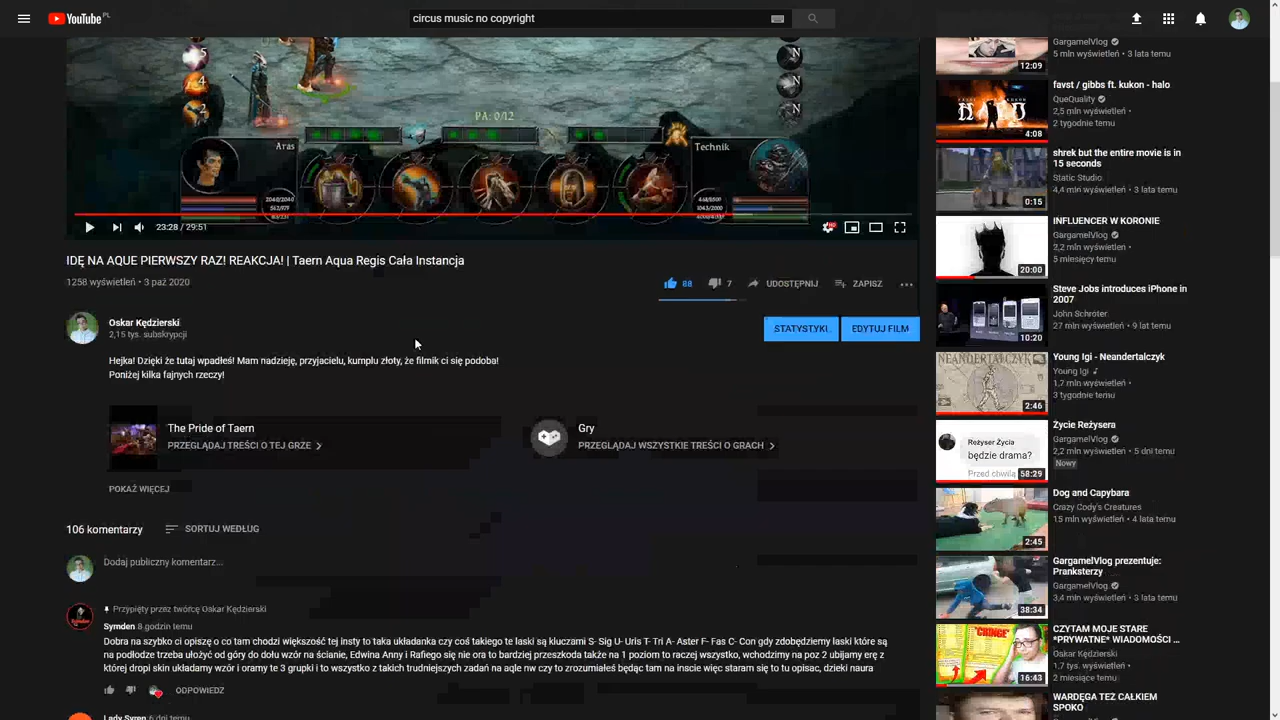 YouTube PL
circus music no copyright
5
4
2
N
N
N
PA: 0/12
Aras
Technik
23:28 / 29:51
HD
IDĘ NA AQUE PIERWSZY RAZ! REAKCJA! | Taern Aqua Regis Cała Instancja
1258 wyświetleń • 3 paź 2020
88
7
UDOSTĘPNIJ
ZAPISZ
Oskar Kędzierski
2,15 tys. subskrypcji
STATYSTYKI
EDYTUJ FILM
Hejka! Dzięki że tutaj wpadłeś! Mam nadzieję, przyjacielu, kumplu złoty, że filmik ci się podoba!
Poniżej kilka fajnych rzeczy!
The Pride of Taern
PRZEGLĄDAJ TREŚCI O TEJ GRZE
Gry
PRZEGLĄDAJ WSZYSTKIE TREŚCI O GRACH
POKAŻ WIĘCEJ
106 komentarzy
SORTUJ WEDŁUG
Dodaj publiczny komentarz...
Przypięty przez twórcę Oskar Kędzierski
Symden 8 godzin temu
Dobra na szybko ci opiszę o co tam chodzi większość tej insty to taka układanka czy coś takiego te laski są kluczami S- Sig U- Uris T- Tri A- Aster F- Fas C- Con gdy zdobędziemy laski które są
na podłodze trzeba ułożyć od góry do dołu wzór na ścianie, Edwina Anny i Rafiego się nie ora to bardziej przeszkoda także na 1 poziom to raczej wszystko, wchodzimy na poz 2 ubijamy erę z
której dropi skin układamy wzór i oramy te 3 grupki i to wszystko z takich trudniejszych zadań na aqle nw czy to zrozumiałeś będąc tam na inscie więc staram się to tu opisac, dzięki naura
ODPOWIEDZ
Lady Syren 6 dni temu
GargamelVlog
5 mln wyświetleń • 3 lata temu
12:09
favst / gibbs ft. kukon - halo
QueQuality
2,5 mln wyświetleń •
2 tygodnie temu
4:08
shrek but the entire movie is in
15 seconds
Static Studio
4,4 mln wyświetleń • 3 lata temu
0:15
INFLUENCER W KORONIE
GargamelVlog
2,2 mln wyświetleń •
5 miesięcy temu
20:00
Steve Jobs introduces iPhone in
2007
John Schroter
27 mln wyświetleń • 9 lat temu
10:20
NEANDERTALCZYK
Young Igi - Neandertalczyk
Young Igi
1,7 mln wyświetleń •
3 tygodnie temu
2:46
Reżyser Życia
będzie drama?
Przed chwilą
58:29
Życie Reżysera
GargamelVlog
2,2 mln wyświetleń • 5 dni temu
Nowy
Dog and Capybara
Crazy Cody's Creatures
15 mln wyświetleń • 4 lata temu
2:45
GargamelVlog prezentuje:
Pranksterzy
GargamelVlog
3,4 mln wyświetleń • 3 lata temu
38:34
"CRINGE"
CZYTAM MOJE STARE
*PRYWATNE* WIADOMOŚCI ...
Oskar Kędzierski
1,7 tys. wyświetleń •
2 miesiące temu
16:43
WARDĘGA TEŻ CAŁKIEM
SPOKO